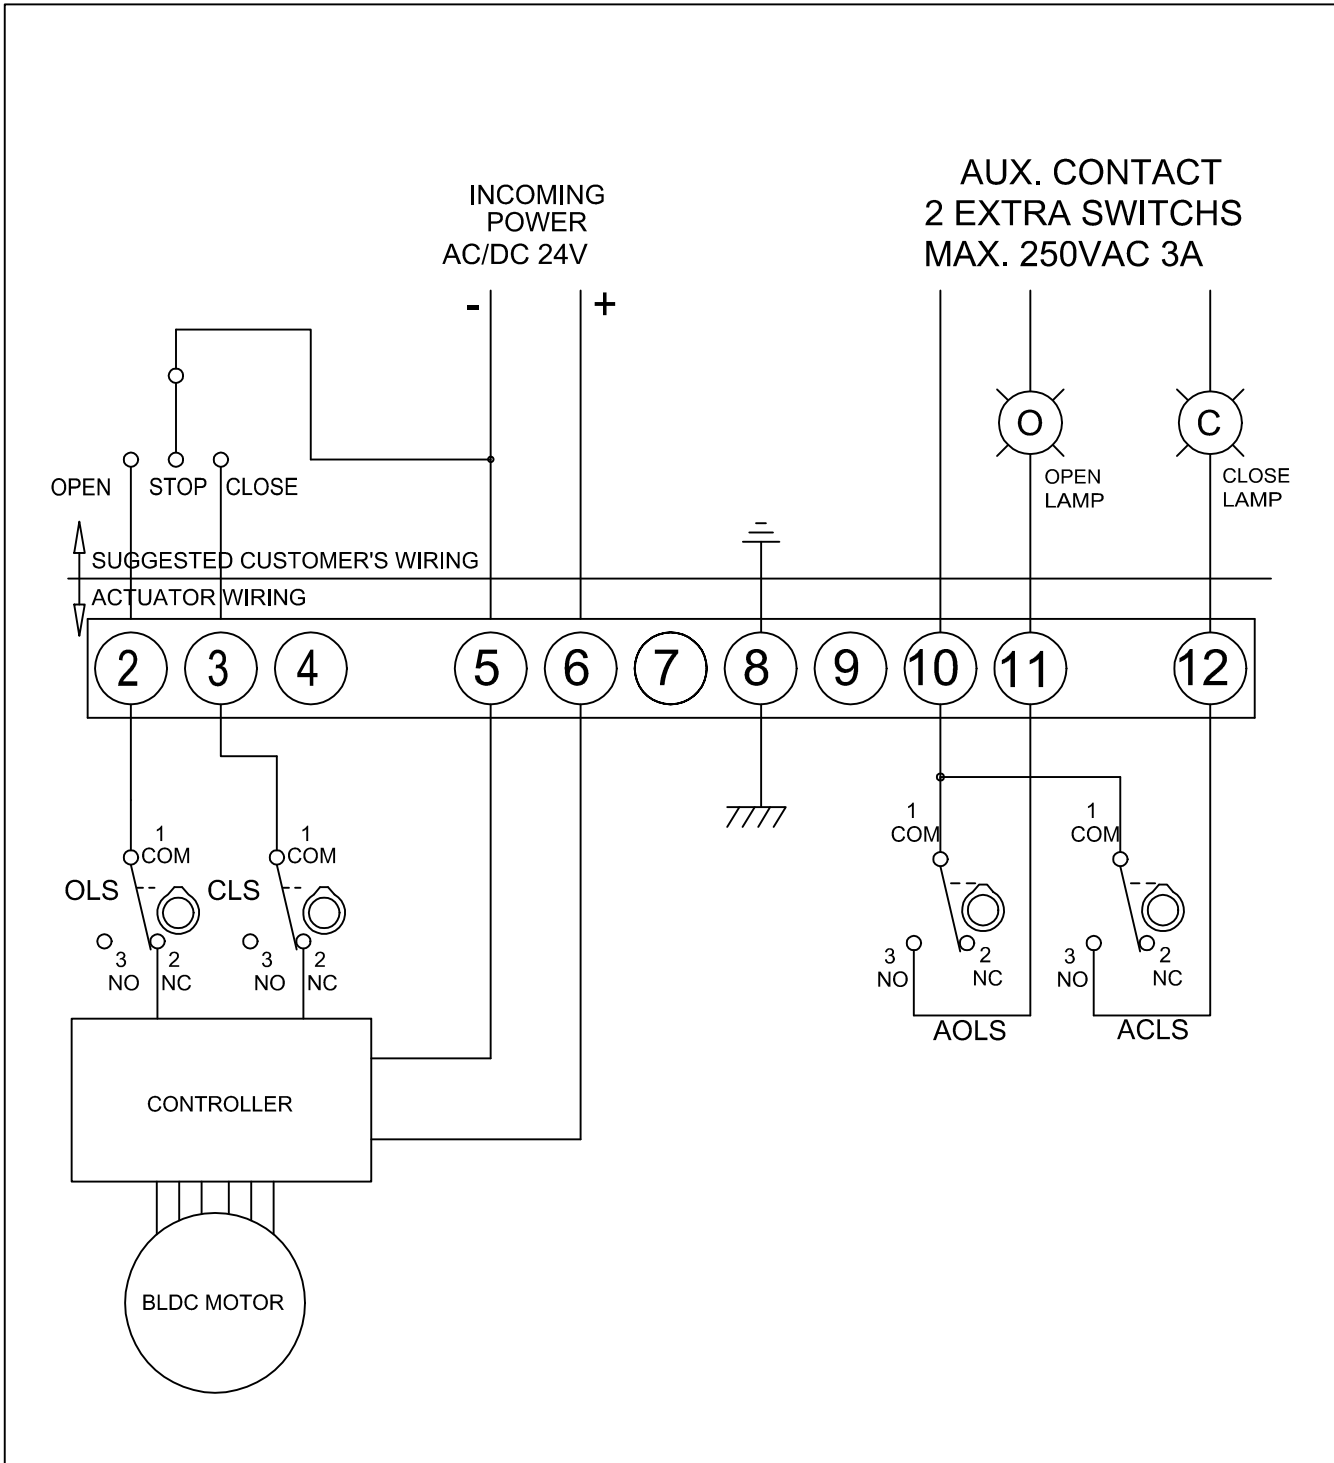 AUX. CONTACT
2 EXTRA SWITCHS
MAX. 250VAC 3A
INCOMING
POWER
AC/DC 24V
- +
O
C
OPEN STOP CLOSE
OPEN
LAMP
CLOSE
LAMP
SUGGESTED CUSTOMER'S WIRING
ACTUATOR WIRING
2 3 4 5 6 7 8 9 10 11 12
1
COM
1
COM
1
COM
1
COM
OLS
CLS
3
NO
2
NC
3
NO
2
NC
3
NO
2
NC
3
NO
2
NC
AOLS
ACLS
CONTROLLER
BLDC MOTOR